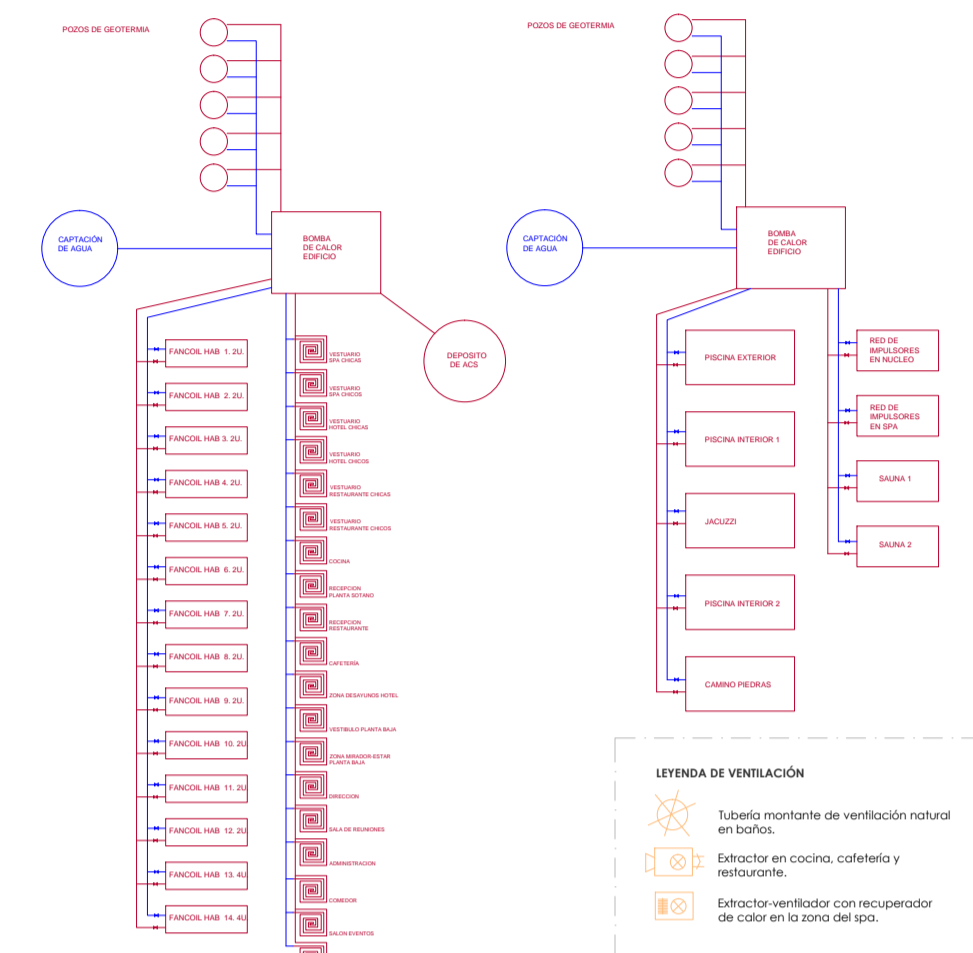 POZOS DE GEOTERMIA
CAPTACIÓN
DE AGUA
BOMBA
DE CALOR
EDIFICIO
DEPOSITO
DE ACS
FANCOIL HAB 1. 2U.
FANCOIL HAB 2. 2U.
FANCOIL HAB 3. 2U.
FANCOIL HAB 4. 2U.
FANCOIL HAB 5. 2U.
FANCOIL HAB 6. 2U.
FANCOIL HAB 7. 2U.
FANCOIL HAB 8. 2U.
FANCOIL HAB 9. 2U.
FANCOIL HAB 10. 2U
FANCOIL HAB 11. 2U
FANCOIL HAB 12. 2U
FANCOIL HAB 13. 4U
FANCOIL HAB 14. 4U
VESTUARIO
SPA CHICAS
VESTUARIO
SPA CHICOS
VESTUARIO
HOTEL CHICAS
VESTUARIO
HOTEL CHICOS
VESTUARIO
RESTAURANTE CHICAS
VESTUARIO
RESTAURANTE CHICOS
COCINA
RECEPCION
PLANTA SOTANO
RECEPCION
RESTAURANTE
CAFETERÍA
ZONA DESAYUNOS HOTEL
VESTIBULO PLANTA BAJA
ZONA MIRADOR-ESTAR
PLANTA BAJA
DIRECCION
SALA DE REUNIONES
ADMINISTRACION
COMEDOR
SALON EVENTOS
POZOS DE GEOTERMIA
CAPTACIÓN
DE AGUA
BOMBA
DE CALOR
EDIFICIO
PISCINA EXTERIOR
PISCINA INTERIOR 1
JACUZZI
PISCINA INTERIOR 2
CAMINO PIEDRAS
RED DE
IMPULSORES
EN NUCLEO
RED DE
IMPULSORES
EN SPA
SAUNA 1
SAUNA 2
LEYENDA DE VENTILACIÓN
Tubería montante de ventilación natural
en baños.
Extractor en cocina, cafetería y
restaurante.
Extractor-ventilador con recuperador
de calor en la zona del spa.